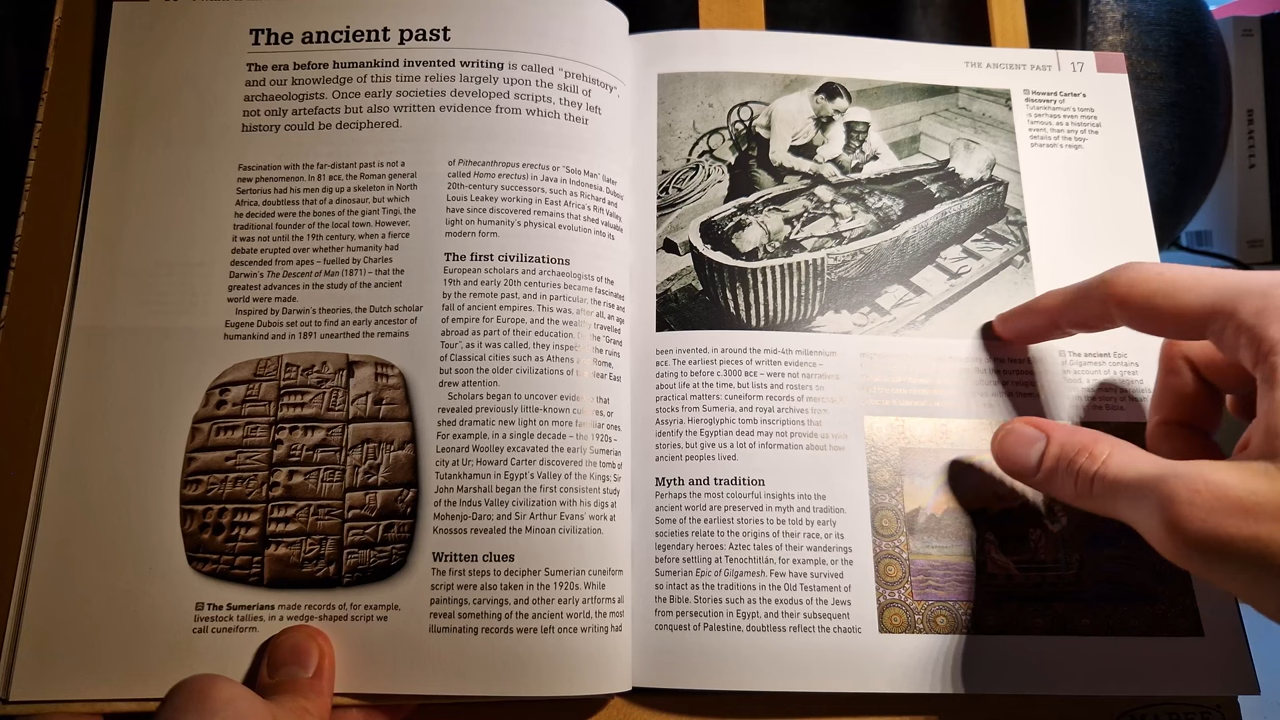 The ancient past
The era before humankind invented writing is called "prehistory",
and our knowledge of this time relies largely upon the skill of
archaeologists. Once early societies developed scripts, they left
not only artefacts but also written evidence from which their
history could be deciphered.
Fascination with the far-distant past is not a
new phenomenon. In 81 BCE, the Roman general
Sertorius had his men dig up a skeleton in North
Africa, doubtless that of a dinosaur, but which
he decided were the bones of the giant Tingi, the
traditional founder of the local town. However,
it was not until the 19th century, when a fierce
debate erupted over whether humanity had
descended from apes – fuelled by Charles
Darwin's The Descent of Man (1871) – that the
greatest advances in the study of the ancient
world were made.
Inspired by Darwin's theories, the Dutch scholar
Eugene Dubois set out to find an early ancestor of
humankind and in 1891 unearthed the remains
The Sumerians made records of, for example,
livestock tallies, in a wedge-shaped script we
call cuneiform.
of Pithecanthropus erectus or "Solo Man" (later
called Homo erectus) in Java in Indonesia. Dubois'
20th-century successors, such as Richard and
Louis Leakey working in East Africa's Rift Valley,
have since discovered remains that shed valuable
light on humanity's physical evolution into its
modern form.
The first civilizations
European scholars and archaeologists of the
19th and early 20th centuries became fascinated
by the remote past, and in particular, the rise and
fall of ancient empires. This was, after all, an age
of empire for Europe, and the wealthy travelled
abroad as part of their education. On the "Grand
Tour", as it was called, they inspected the ruins
of Classical cities such as Athens and Rome,
but soon the older civilizations of the Near East
drew attention.
Scholars began to uncover evidence that
revealed previously little-known cultures, or
shed dramatic new light on more familiar ones.
For example, in a single decade – the 1920s –
Leonard Woolley excavated the early Sumerian
city at Ur; Howard Carter discovered the tomb of
Tutankhamun in Egypt's Valley of the Kings; Sir
John Marshall began the first consistent study
of the Indus Valley civilization with his digs at
Mohenjo-Daro; and Sir Arthur Evans' work at
Knossos revealed the Minoan civilization.
Written clues
The first steps to decipher Sumerian cuneiform
script were also taken in the 1920s. While
paintings, carvings, and other early artforms all
reveal something of the ancient world, the most
illuminating records were left once writing had
THE ANCIENT PAST 17
Howard Carter's
discovery of
Tutankhamun's tomb
is perhaps even more
famous, as a historical
event, than any of the
details of the boy-
pharaoh's reign.
been invented, in around the mid-4th millennium
BCE. The earliest pieces of written evidence –
dating to before c.3000 BCE – were not narratives
about life at the time, but lists and rosters on
practical matters: cuneiform records of merchants'
stocks from Sumeria, and royal archives from
Assyria. Hieroglyphic tomb inscriptions that
identify the Egyptian dead may not provide us with
stories, but give us a lot of information about how
ancient peoples lived.
Myth and tradition
Perhaps the most colourful insights into the
ancient world are preserved in myth and tradition.
Some of the earliest stories to be told by early
societies relate to the origins of their race, or its
legendary heroes: Aztec tales of their wanderings
before settling at Tenochtitlán, for example, or the
Sumerian Epic of Gilgamesh. Few have survived
so intact as the traditions in the Old Testament of
the Bible. Stories such as the exodus of the Jews
from persecution in Egypt, and their subsequent
conquest of Palestine, doubtless reflect the chaotic
The ancient Epic
of Gilgamesh contains
an account of a great
flood, a legend
parallels
the story of Noah
the Bible.
DRACULA